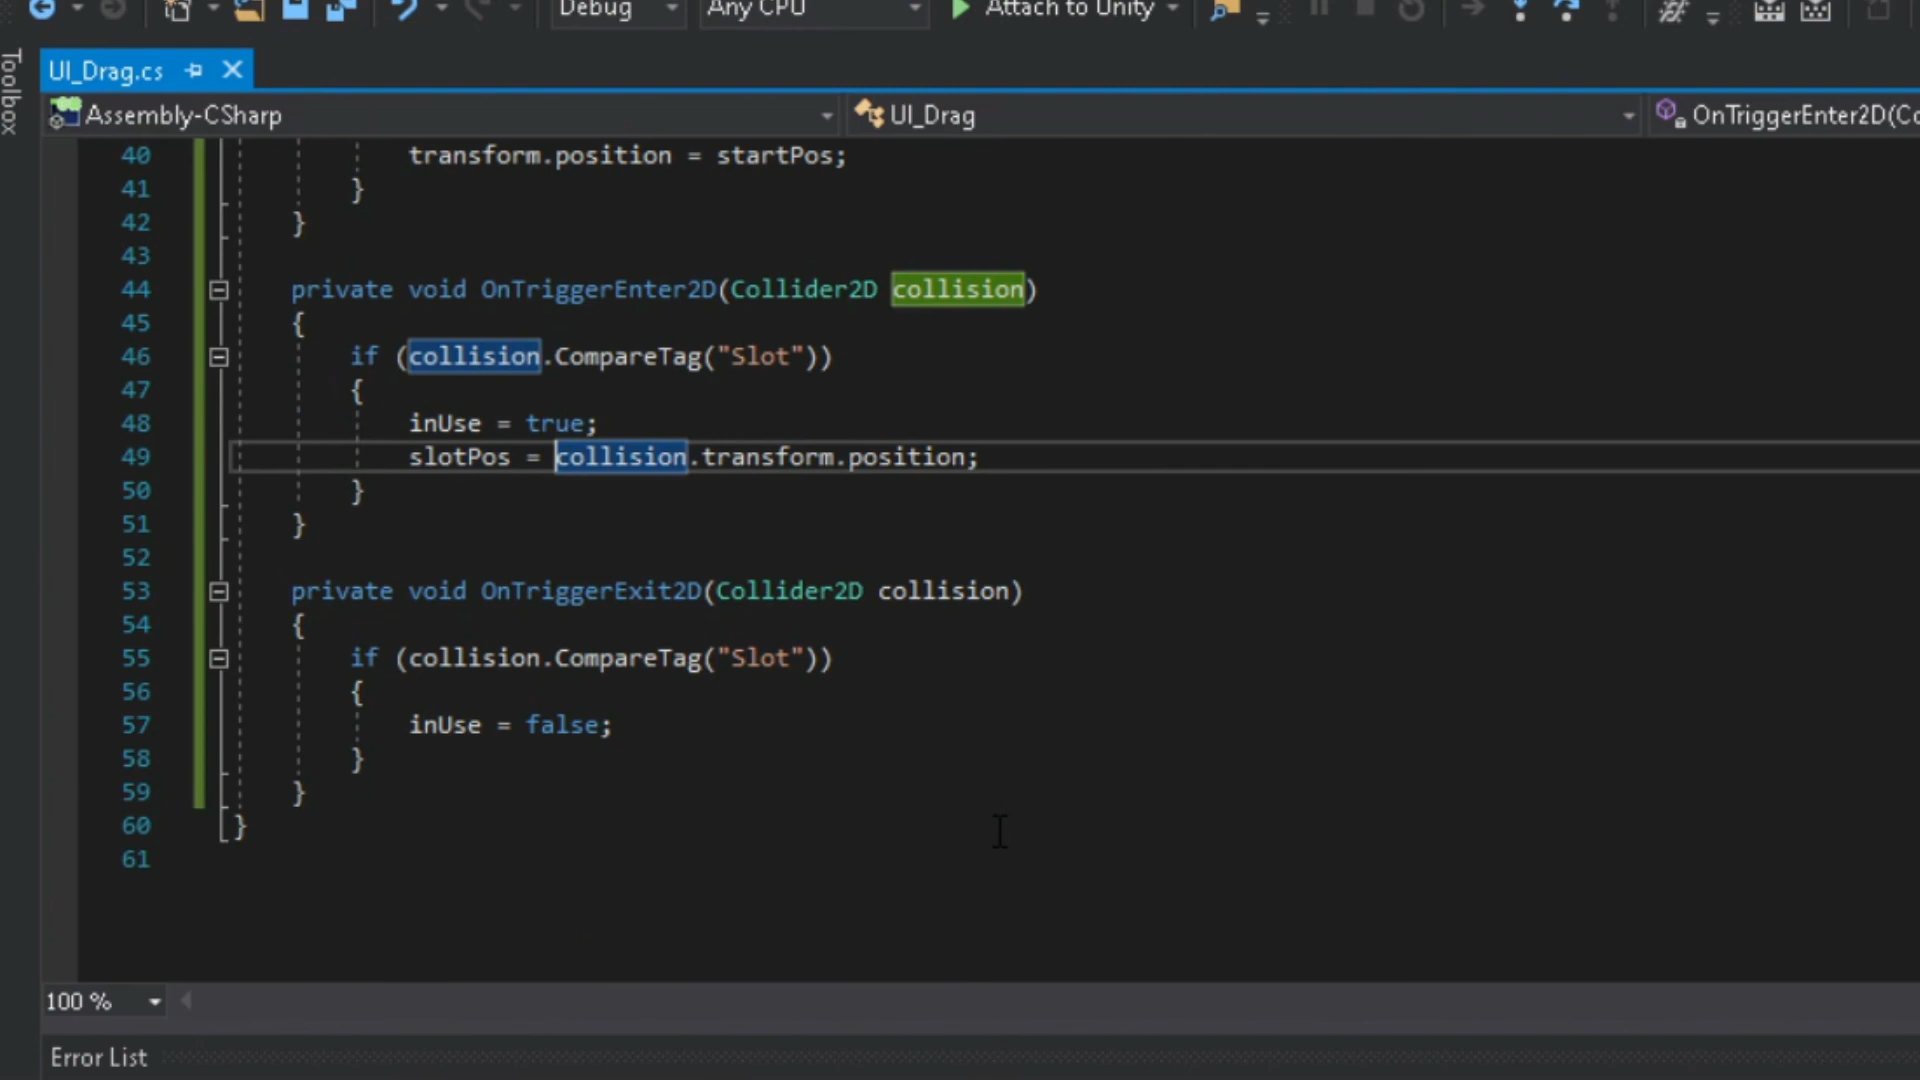 Debug Any CPU Attach to Unity
Toolbox
UI_Drag.cs
Assembly-CSharp UI_Drag OnTriggerEnter2D(Co
40 transform.position = startPos;
41 }
42 }
43
44 private void OnTriggerEnter2D(Collider2D collision)
45 {
46 if (collision.CompareTag("Slot"))
47 {
48 inUse = true;
49 slotPos = collision.transform.position;
50 }
51 }
52
53 private void OnTriggerExit2D(Collider2D collision)
54 {
55 if (collision.CompareTag("Slot"))
56 {
57 inUse = false;
58 }
59 }
60 }
61
100 %
Error List